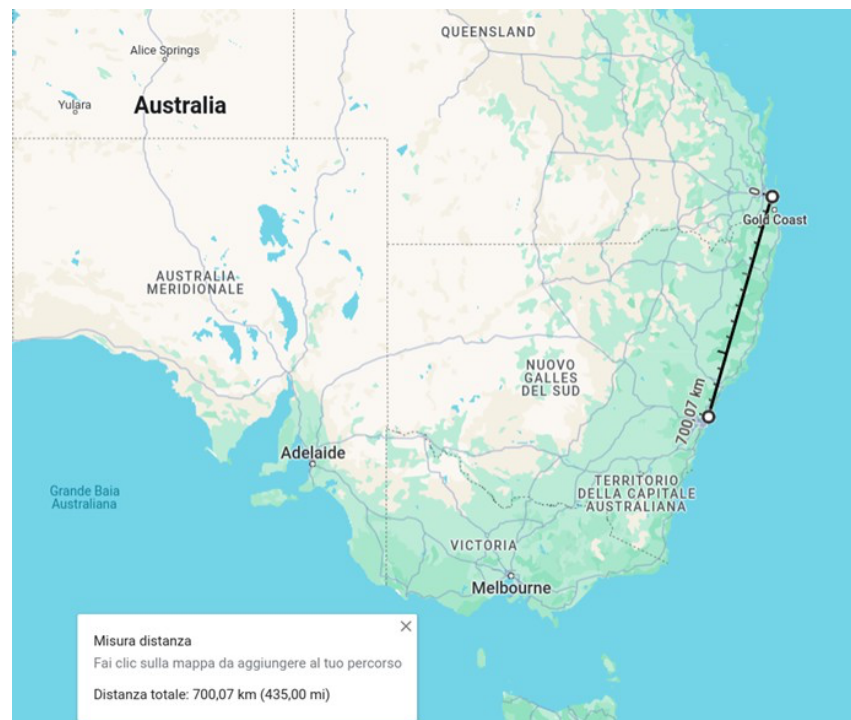 QUEENSLAND
Alice Springs
Yulara
Australia
0
Gold Coast
AUSTRALIA
MERIDIONALE
NUOVO
GALLES
DEL SUD
700,07 km
Adelaide
TERRITORIO
DELLA CAPITALE
AUSTRALIANA
Grande Baia
Australiana
VICTORIA
Melbourne
Misura distanza
Fai clic sulla mappa da aggiungere al tuo percorso
Distanza totale: 700,07 km (435,00 mi)